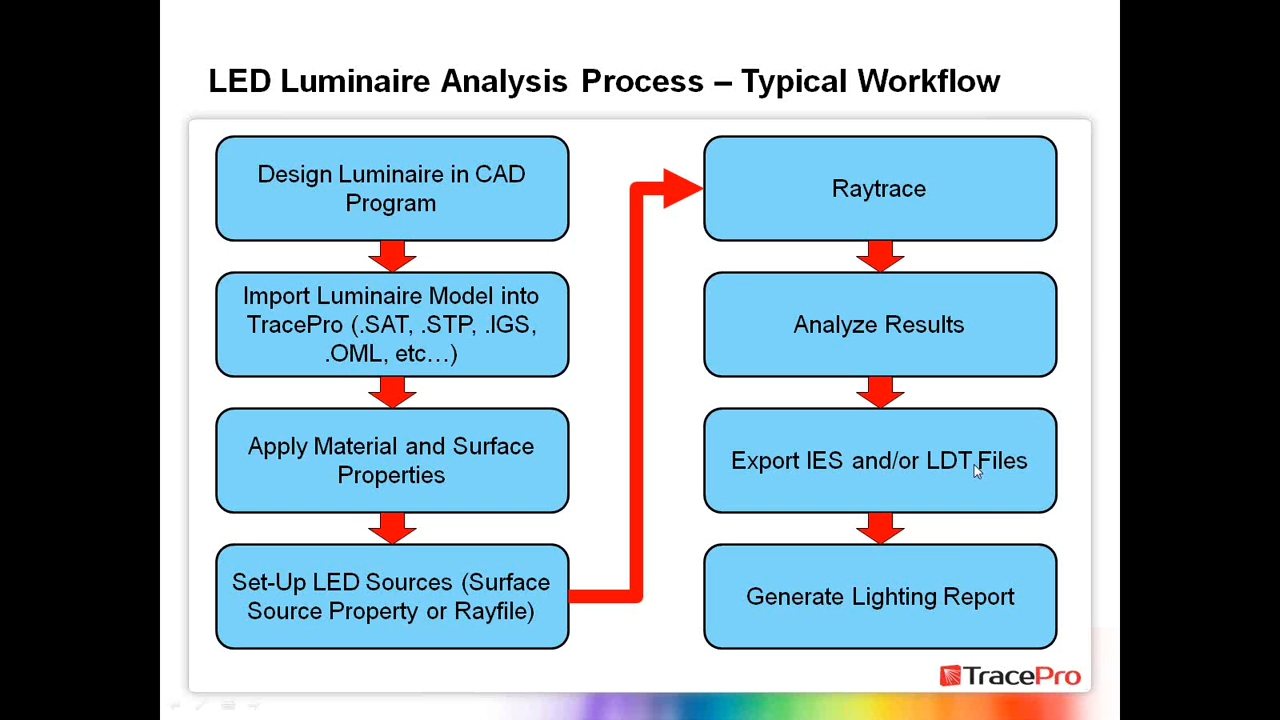 LED Luminaire Analysis Process – Typical Workflow
Design Luminaire in CAD
Program
Import Luminaire Model into
TracePro (.SAT, .STP, .IGS,
.OML, etc…)
Apply Material and Surface
Properties
Set-Up LED Sources (Surface
Source Property or Rayfile)
Raytrace
Analyze Results
Export IES and/or LDT Files
Generate Lighting Report
TracePro